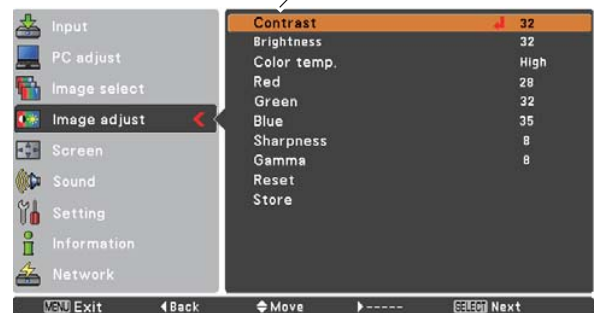 Input
PC adjust
Image select
Image adjust
Screen
Sound
Setting
Information
Network
Contrast 32
Brightness 32
Color temp. High
Red 28
Green 32
Blue 35
Sharpness 8
Gamma 8
Reset
Store
MENU Exit Back Move ----- SELECT Next